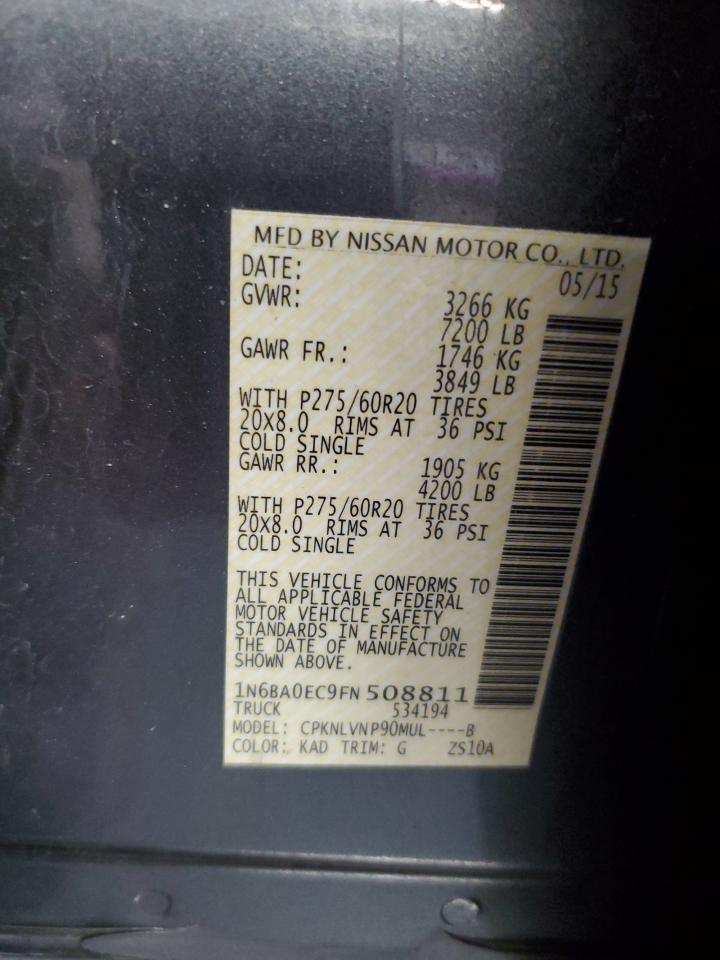 MFD BY NISSAN MOTOR CO., LTD.
DATE: 05/15
GVWR: 3266 KG
7200 LB
GAWR FR.: 1746 KG
3849 LB
WITH P275/60R20 TIRES
20X8.0 RIMS AT 36 PSI
COLD SINGLE
GAWR RR.: 1905 KG
4200 LB
WITH P275/60R20 TIRES
20X8.0 RIMS AT 36 PSI
COLD SINGLE
THIS VEHICLE CONFORMS TO
ALL APPLICABLE FEDERAL
MOTOR VEHICLE SAFETY
STANDARDS IN EFFECT ON
THE DATE OF MANUFACTURE
SHOWN ABOVE.
1N6BA0EC9FN 508811
TRUCK 534194
MODEL: CPKNLVNP90MUL----B
COLOR: KAD TRIM: G ZS10A